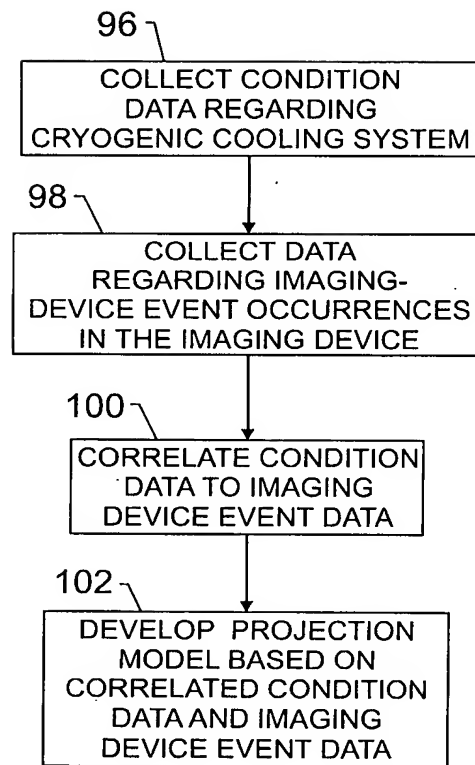 96
COLLECT CONDITION
DATA REGARDING
CRYOGENIC COOLING SYSTEM
98
COLLECT DATA
REGARDING IMAGING-
DEVICE EVENT OCCURRENCES
IN THE IMAGING DEVICE
100
CORRELATE CONDITION
DATA TO IMAGING
DEVICE EVENT DATA
102
DEVELOP PROJECTION
MODEL BASED ON
CORRELATED CONDITION
DATA AND IMAGING
DEVICE EVENT DATA